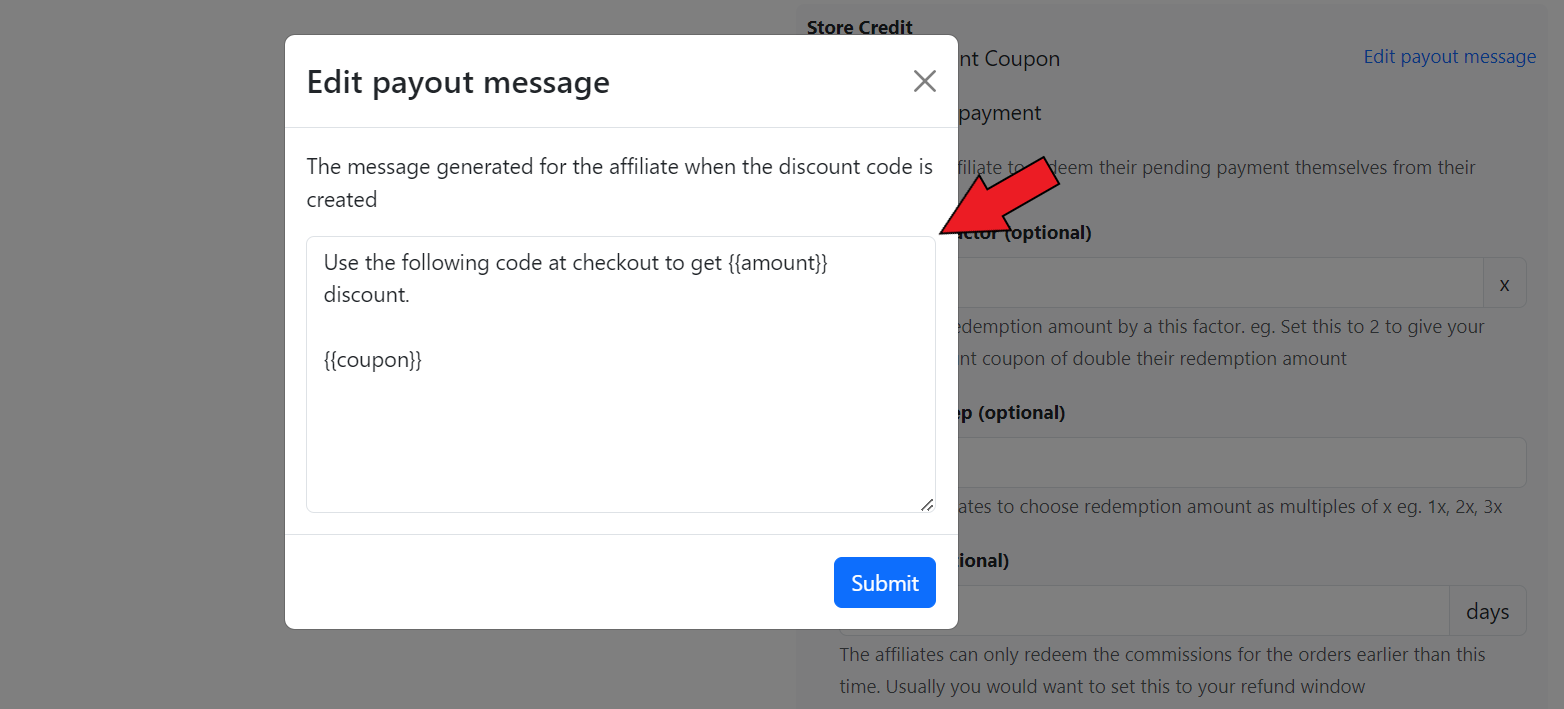 Store Credit
Edit payout message
nt Coupon
Edit payout message
payment
The message generated for the affiliate when the discount code is
created
to redeem their pending payment themselves from their
(optional)
Use the following code at checkout to get {{amount}}
discount.
{{coupon}}
x
redemption amount by a this factor. eg. Set this to 2 to give your
nt coupon of double their redemption amount
ep (optional)
ates to choose redemption amount as multiples of x eg. 1x, 2x, 3x
ional)
Submit
days
The affiliates can only redeem the commissions for the orders earlier than this
time. Usually you would want to set this to your refund window